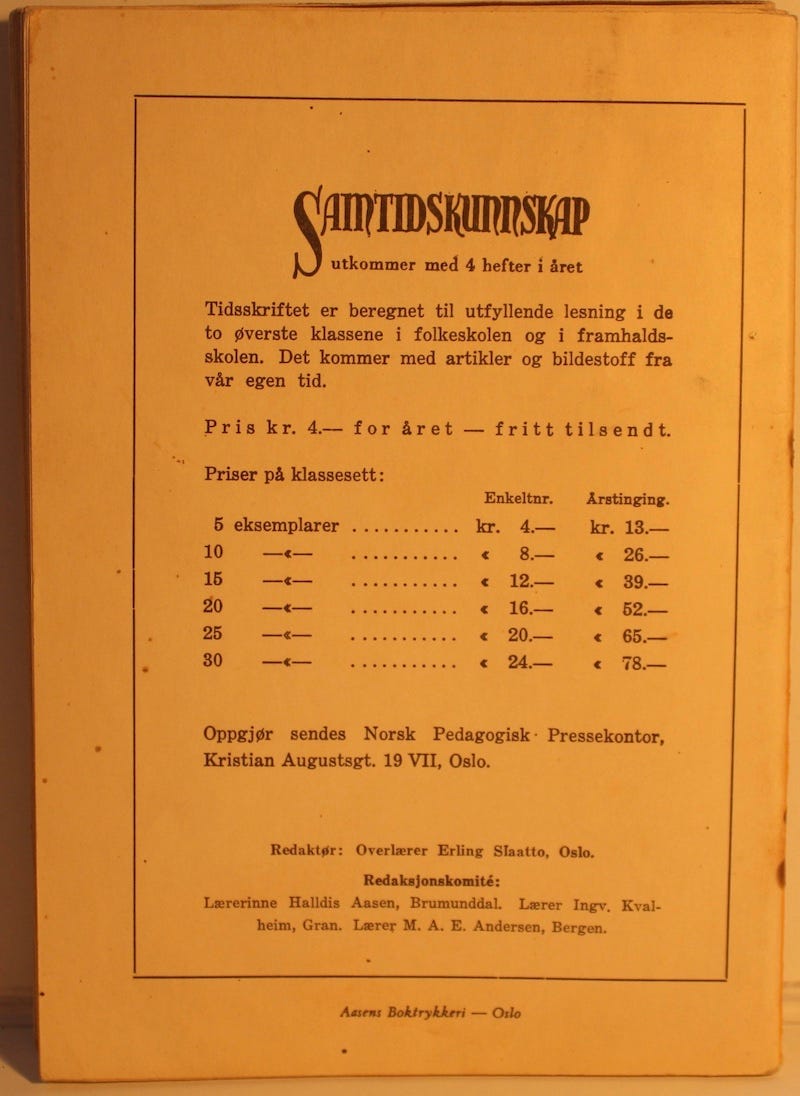 SAMTIDSKUNNSKAP
utkommer med 4 hefter i året
Tidsskriftet er beregnet til utfyllende lesning i de
to øverste klassene i folkeskolen og i framhalds-
skolen. Det kommer med artikler og bildestoff fra
vår egen tid.
Pris kr. 4.— for året — fritt tilsendt.
Priser på klassesett:
Enkeltnr. Årstinging.
5 eksemplarer ........... kr. 4.— kr. 13.—
10 —«— ........... « 8.— « 26.—
15 —«— ........... « 12.— « 39.—
20 —«— ........... « 16.— « 52.—
25 —«— ........... « 20.— « 65.—
30 —«— ........... « 24.— « 78.—
Oppgjør sendes Norsk Pedagogisk Pressekontor,
Kristian Augustsgt. 19 VII, Oslo.
Redaktør: Overlærer Erling Slaatto, Oslo.
Redaksjonskomité:
Lærerinne Halldis Aasen, Brumunddal. Lærer Ingv. Kval-
heim, Gran. Lærer M. A. E. Andersen, Bergen.
Aasens Boktrykkeri — Oslo